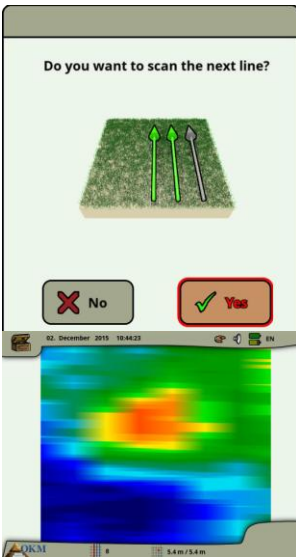 Do you want to scan the next line?
No
Yes
02. December 2015 10:44:23
EN
OKM
8
5.4 m / 5.4 m